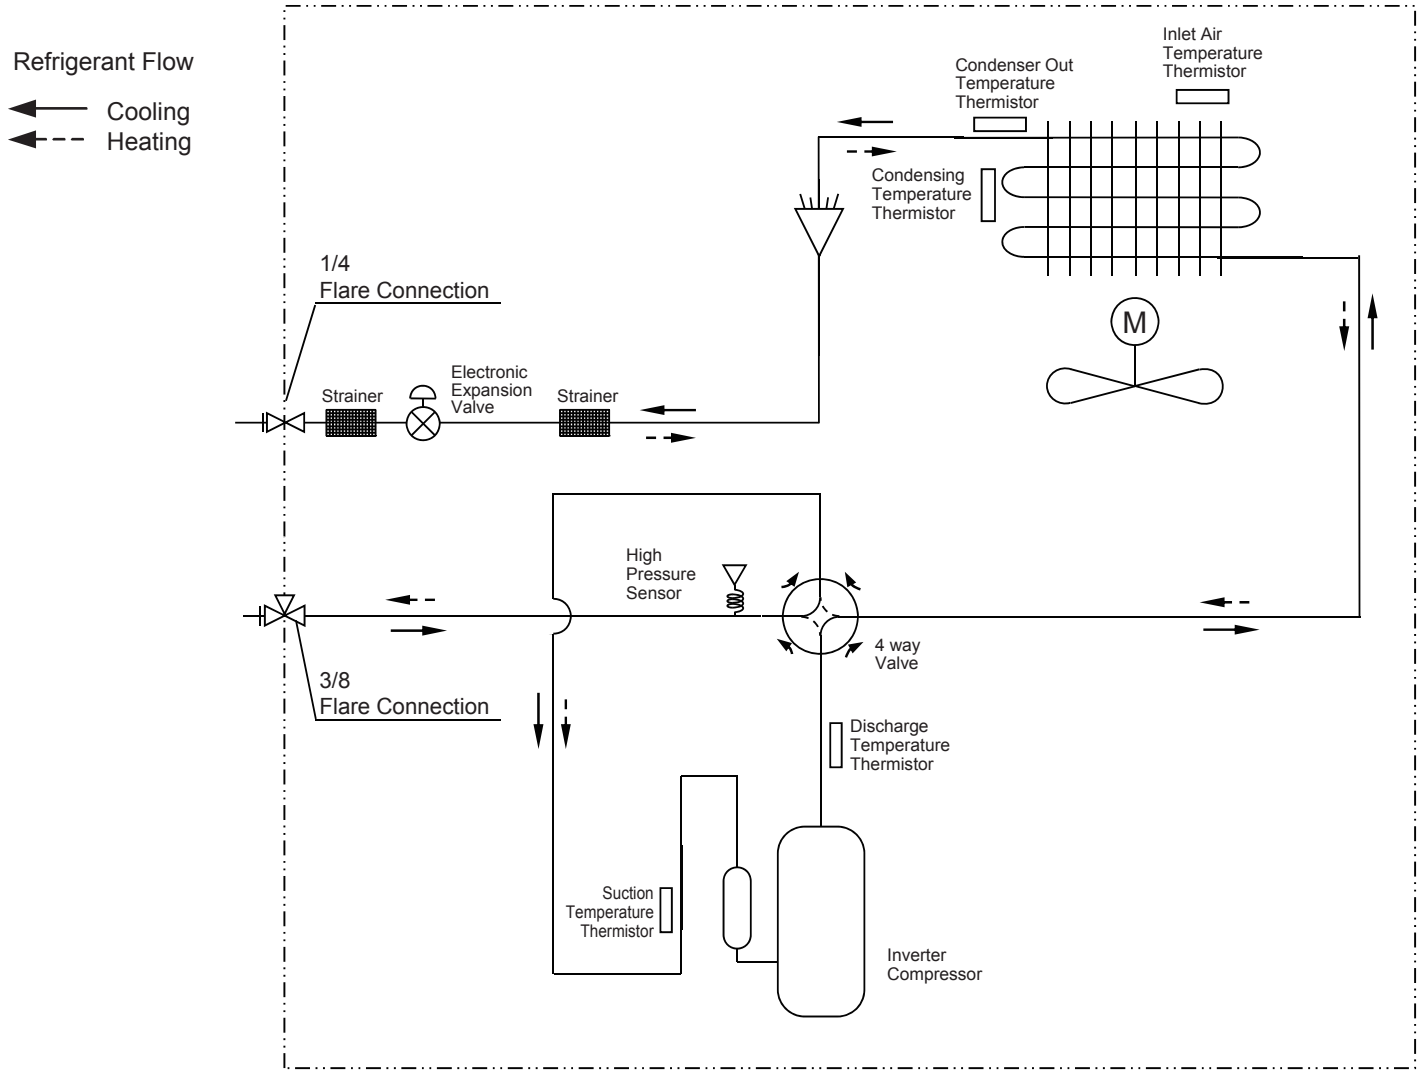 Refrigerant Flow
Cooling
Heating
Inlet Air
Temperature
Thermistor
Condenser Out
Temperature
Thermistor
Condensing
Temperature
Thermistor
1/4
Flare Connection
M
Strainer
Electronic
Expansion
Valve
Strainer
High
Pressure
Sensor
4 way
Valve
3/8
Flare Connection
Discharge
Temperature
Thermistor
Suction
Temperature
Thermistor
Inverter
Compressor